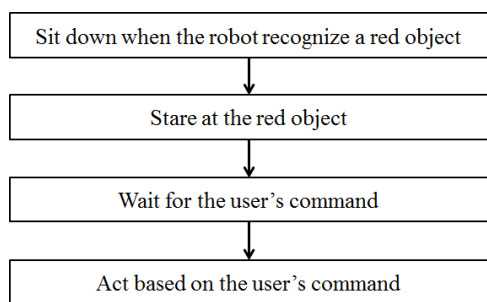 Sit down when the robot recognize a red object
Stare at the red object
Wait for the user's command
Act based on the user's command